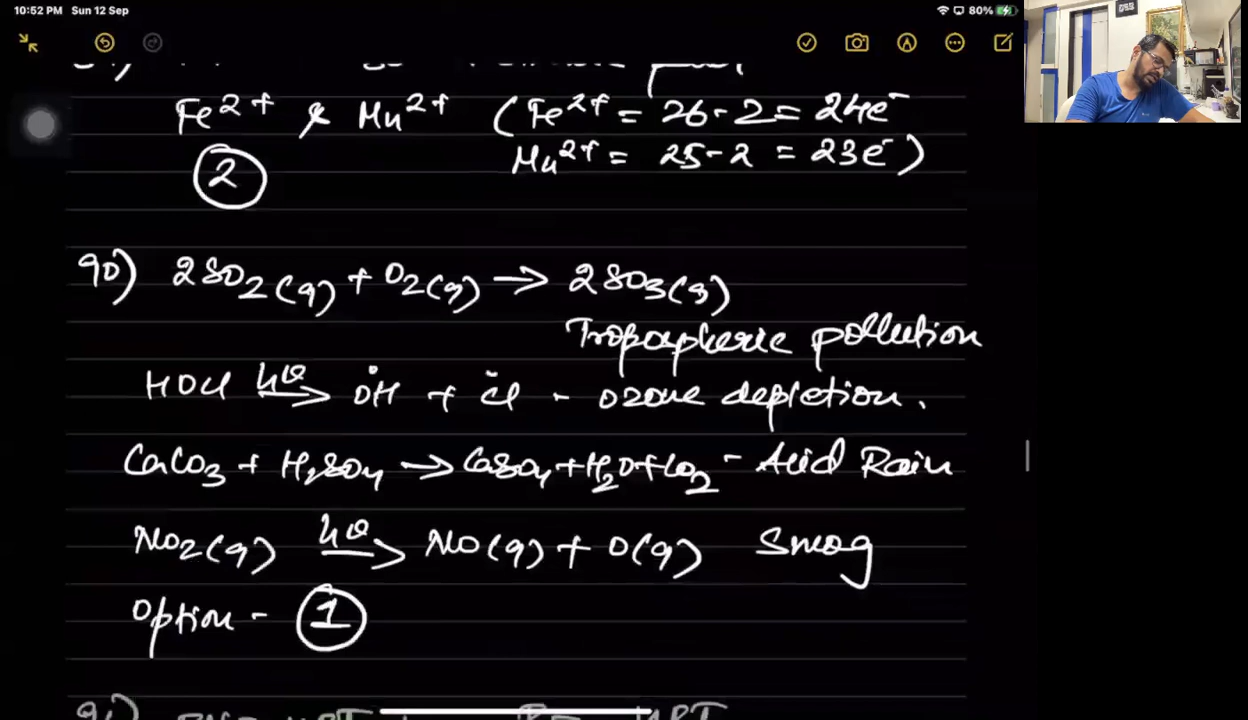 10:52 PM Sun 12 Sep 80%
Fe2+ & Mn2+ (Fe2+ = 26-2 = 24e-
Mn2+ = 25-2 = 23e-)
2
90) 2SO2(g) + O2(g) → 2SO3(g)
Tropospheric pollution
HOCl hν→ ȮH + Ċl - ozone depletion.
CaCO3 + H2SO4 → CaSO4 + H2O + CO2 - Acid Rain
NO2(g) hν→ NO(g) + O(g) Smog
Option - 1